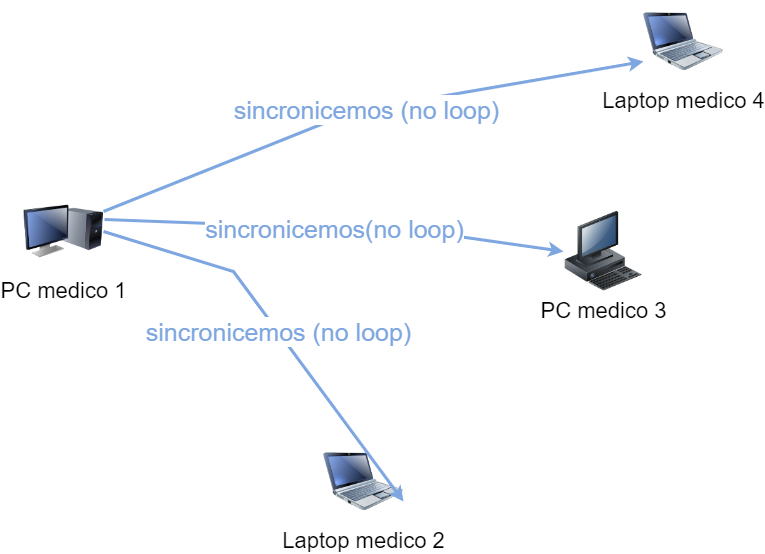 sincronicemos (no loop)
Laptop medico 4
sincronicemos(no loop)
PC medico 1
PC medico 3
sincronicemos (no loop)
Laptop medico 2